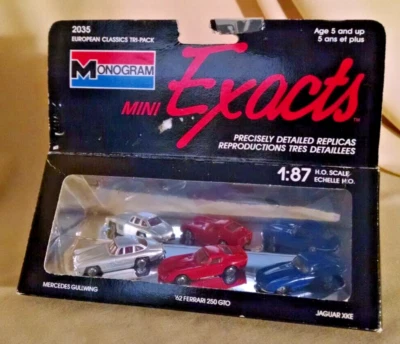 2035
EUROPEAN CLASSICS TRI-PACK
Age 5 and up
5 ans et plus
M MONOGRAM
MINI Exacts
PRECISELY DETAILED REPLICAS
REPRODUCTIONS TRES DETAILLEES
1:87 H.O. SCALE
ECHELLE H.O.
MERCEDES GULLWING
'62 FERRARI 250 GTO
JAGUAR XKE